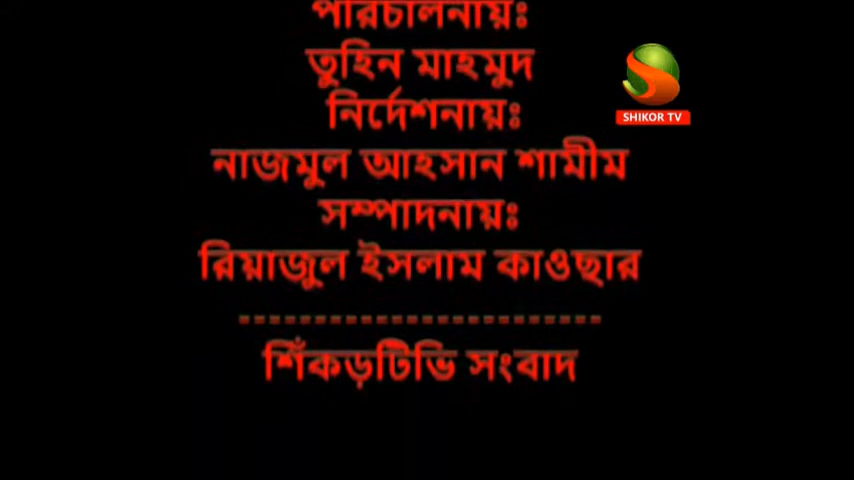 পরিচালনায়ঃ
তুহিন মাহমুদ
নির্দেশনায়ঃ
নাজমুল আহসান শামীম
সম্পাদনায়ঃ
রিয়াজুল ইসলাম কাওছার
------------------------
শিঁকড়টিভি সংবাদ
SHIKOR TV